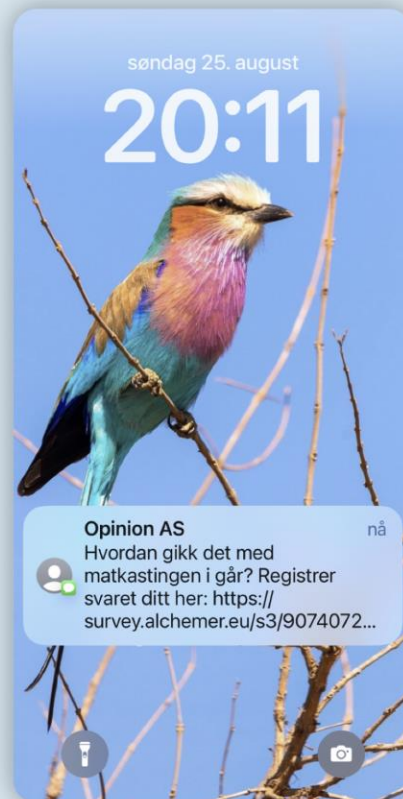 søndag 25. august
20:11
Opinion AS
nå
Hvordan gikk det med
matkastingen i går? Registrer
svaret ditt her: https://
survey.alchemer.eu/s3/9074072...